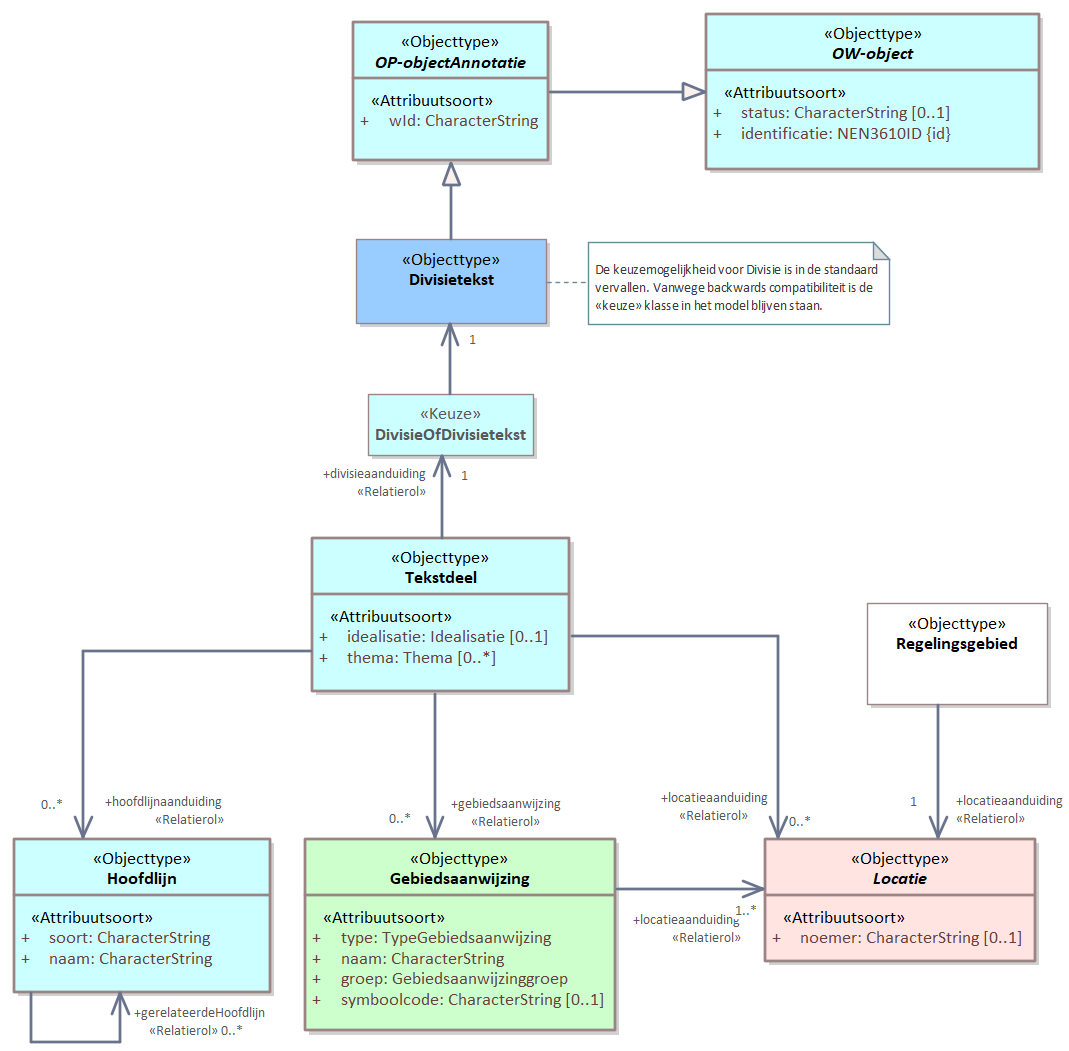 «Objecttype»
OP-objectAnnotatie
«Attribuutsoort»
+ wId: CharacterString
«Objecttype»
OW-object
«Attribuutsoort»
+ status: CharacterString [0..1]
+ identificatie: NEN3610ID {id}
«Objecttype»
Divisietekst
De keuzemogelijkheid voor Divisie is in de standaard
vervallen. Vanwege backwards compatibiliteit is de
«keuze» klasse in het model blijven staan.
1
«Keuze»
DivisieOfDivisietekst
+divisieaanduiding
«Relatierol»
1
«Objecttype»
Tekstdeel
«Attribuutsoort»
+ idealisatie: Idealisatie [0..1]
+ thema: Thema [0..*]
«Objecttype»
Regelingsgebied
0..*
+hoofdlijnaanduiding
«Relatierol»
0..*
+gebiedsaanwijzing
«Relatierol»
+locatieaanduiding
«Relatierol»
0..*
1
+locatieaanduiding
«Relatierol»
«Objecttype»
Hoofdlijn
«Attribuutsoort»
+ soort: CharacterString
+ naam: CharacterString
+gerelateerdeHoofdlijn
«Relatierol» 0..*
«Objecttype»
Gebiedsaanwijzing
«Attribuutsoort»
+ type: TypeGebiedsaanwijzing
+ naam: CharacterString
+ groep: Gebiedsaanwijzinggroep
+ symboolcode: CharacterString [0..1]
1..*
+locatieaanduiding
«Relatierol»
«Objecttype»
Locatie
«Attribuutsoort»
+ noemer: CharacterString [0..1]